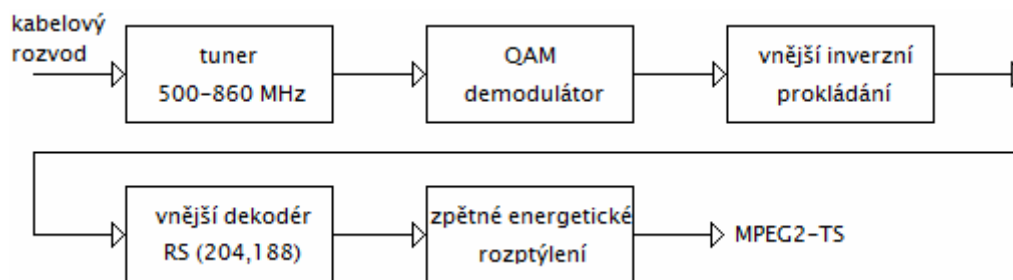 kabelový
rozvod
tuner
500-860 MHz
QAM
demodulátor
vnější inverzní
prokládání
vnější dekodér
RS (204,188)
zpětné energetické
rozptýlení
MPEG2-TS